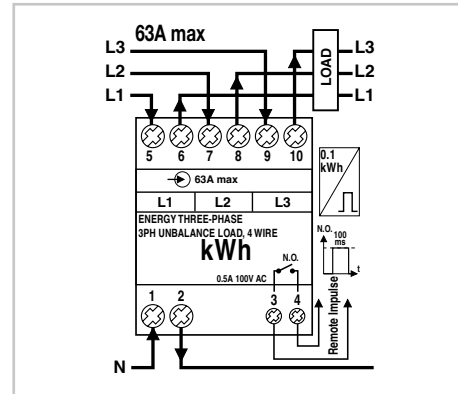 63A max
L3
L2
L1
LOAD
L3
L2
L1
5 6 7 8 9 10
63A max
L1 L2 L3
ENERGY THREE-PHASE
3PH UNBALANCE LOAD, 4 WIRE
kWh
N.O.
0.5A 100V AC
1 2 3 4
N
0.1
kWh
N.O. 100
ms
t
Remote Impulse